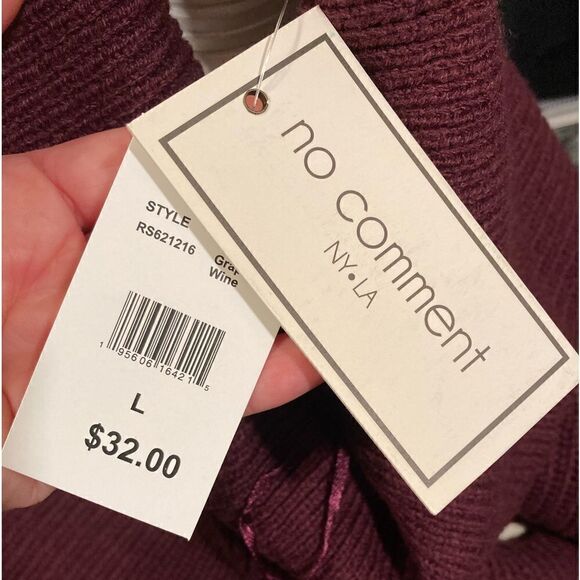 no comment
NY•LA
STYLE
RS621216
Wine
1 95606 16421 5
L
$32.00